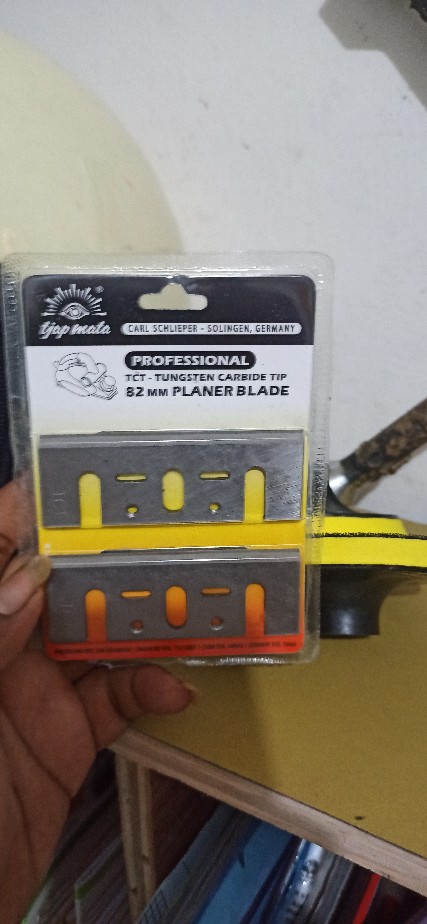 tjap mata ®
CARL SCHLIEPER - SOLINGEN, GERMANY
PROFESSIONAL
TCT - TUNGSTEN CARBIDE TIP
82 MM PLANER BLADE